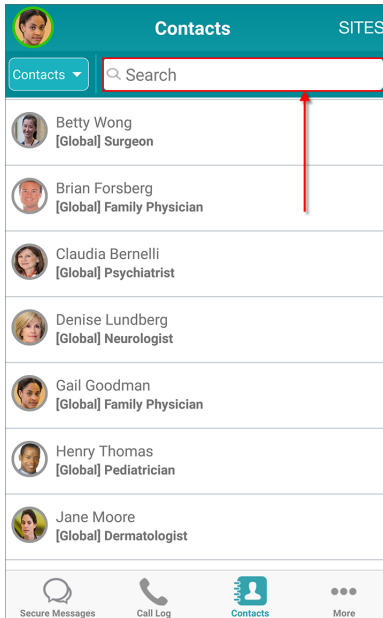 Contacts
SITES
Contacts
Search
Betty Wong
[Global] Surgeon
Brian Forsberg
[Global] Family Physician
Claudia Bernelli
[Global] Psychiatrist
Denise Lundberg
[Global] Neurologist
Gail Goodman
[Global] Family Physician
Henry Thomas
[Global] Pediatrician
Jane Moore
[Global] Dermatologist
Secure Messages
Call Log
Contacts
More